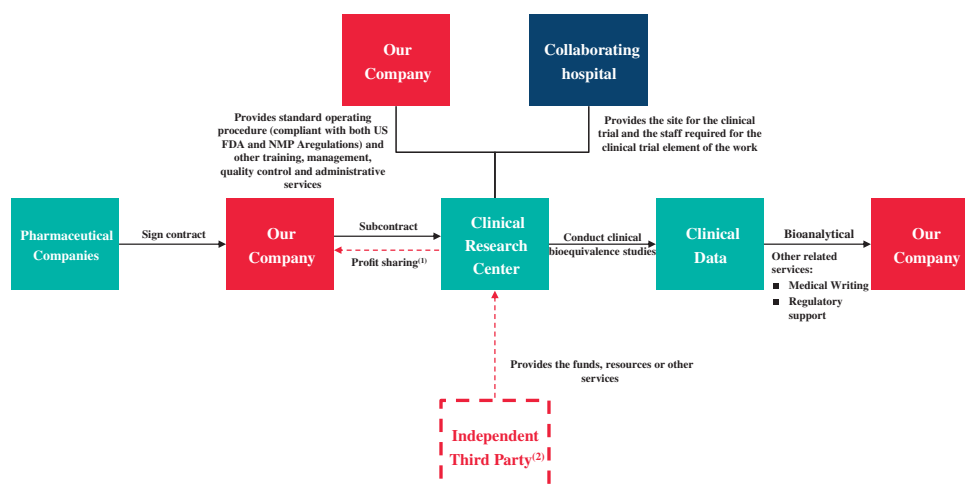 Our
Company
Collaborating
hospital
Provides standard operating
procedure (compliant with both US
FDA and NMP Aregulations) and
other training, management,
quality control and administrative
services
Provides the site for the clinical
trial and the staff required for the
clinical trial element of the work
Pharmaceutical
Companies
Sign contract
Our
Company
Subcontract
Profit sharing(1)
Clinical
Research
Center
Conduct clinical
bioequivalence studies
Clinical
Data
Bioanalytical
Other related
services:
■ Medical Writing
■ Regulatory
support
Our
Company
Provides the funds, resources or other
services
Independent
Third Party(2)